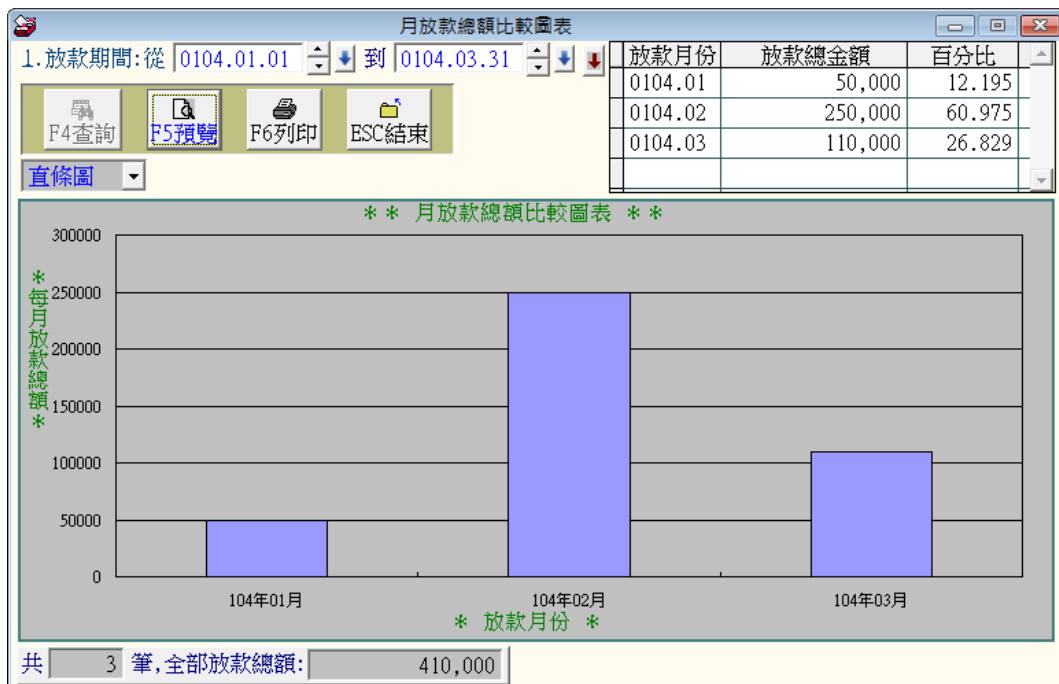 月放款總額比較圖表
1.放款期間:從 0104.01.01 到 0104.03.31
F4查詢 F5預覽 F6列印 ESC結束
直條圖
放款月份 放款總金額 百分比
0104.01 50,000 12.195
0104.02 250,000 60.975
0104.03 110,000 26.829
** 月放款總額比較圖表 **
*每月放款總額*
300000
250000
200000
150000
100000
50000
0
104年01月 104年02月 104年03月
* 放款月份 *
共 3 筆,全部放款總額: 410,000